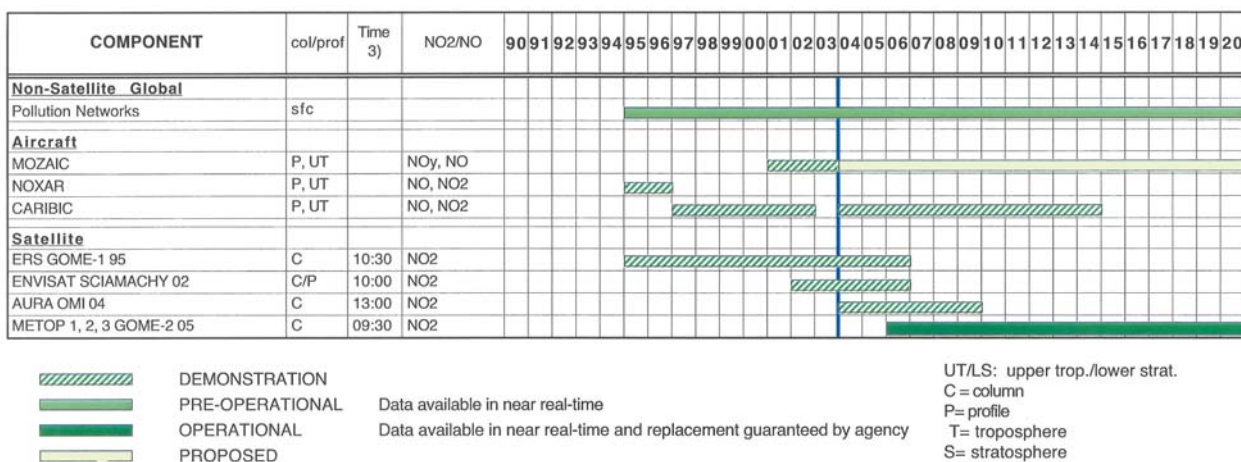 COMPONENT col/prof Time 3) NO2/NO 90 91 92 93 94 95 96 97 98 99 00 01 02 03 04 05 06 07 08 09 10 11 12 13 14 15 16 17 18 19 20
Non-Satellite Global
Pollution Networks sfc
Aircraft
MOZAIC P, UT NOy, NO
NOXAR P, UT NO, NO2
CARIBIC P, UT NO, NO2
Satellite
ERS GOME-1 95 C 10:30 NO2
ENVISAT SCIAMACHY 02 C/P 10:00 NO2
AURA OMI 04 C 13:00 NO2
METOP 1, 2, 3 GOME-2 05 C 09:30 NO2
DEMONSTRATION
PRE-OPERATIONAL Data available in near real-time
OPERATIONAL Data available in near real-time and replacement guaranteed by agency
PROPOSED
UT/LS: upper trop./lower strat.
C = column
P= profile
T= troposphere
S= stratosphere